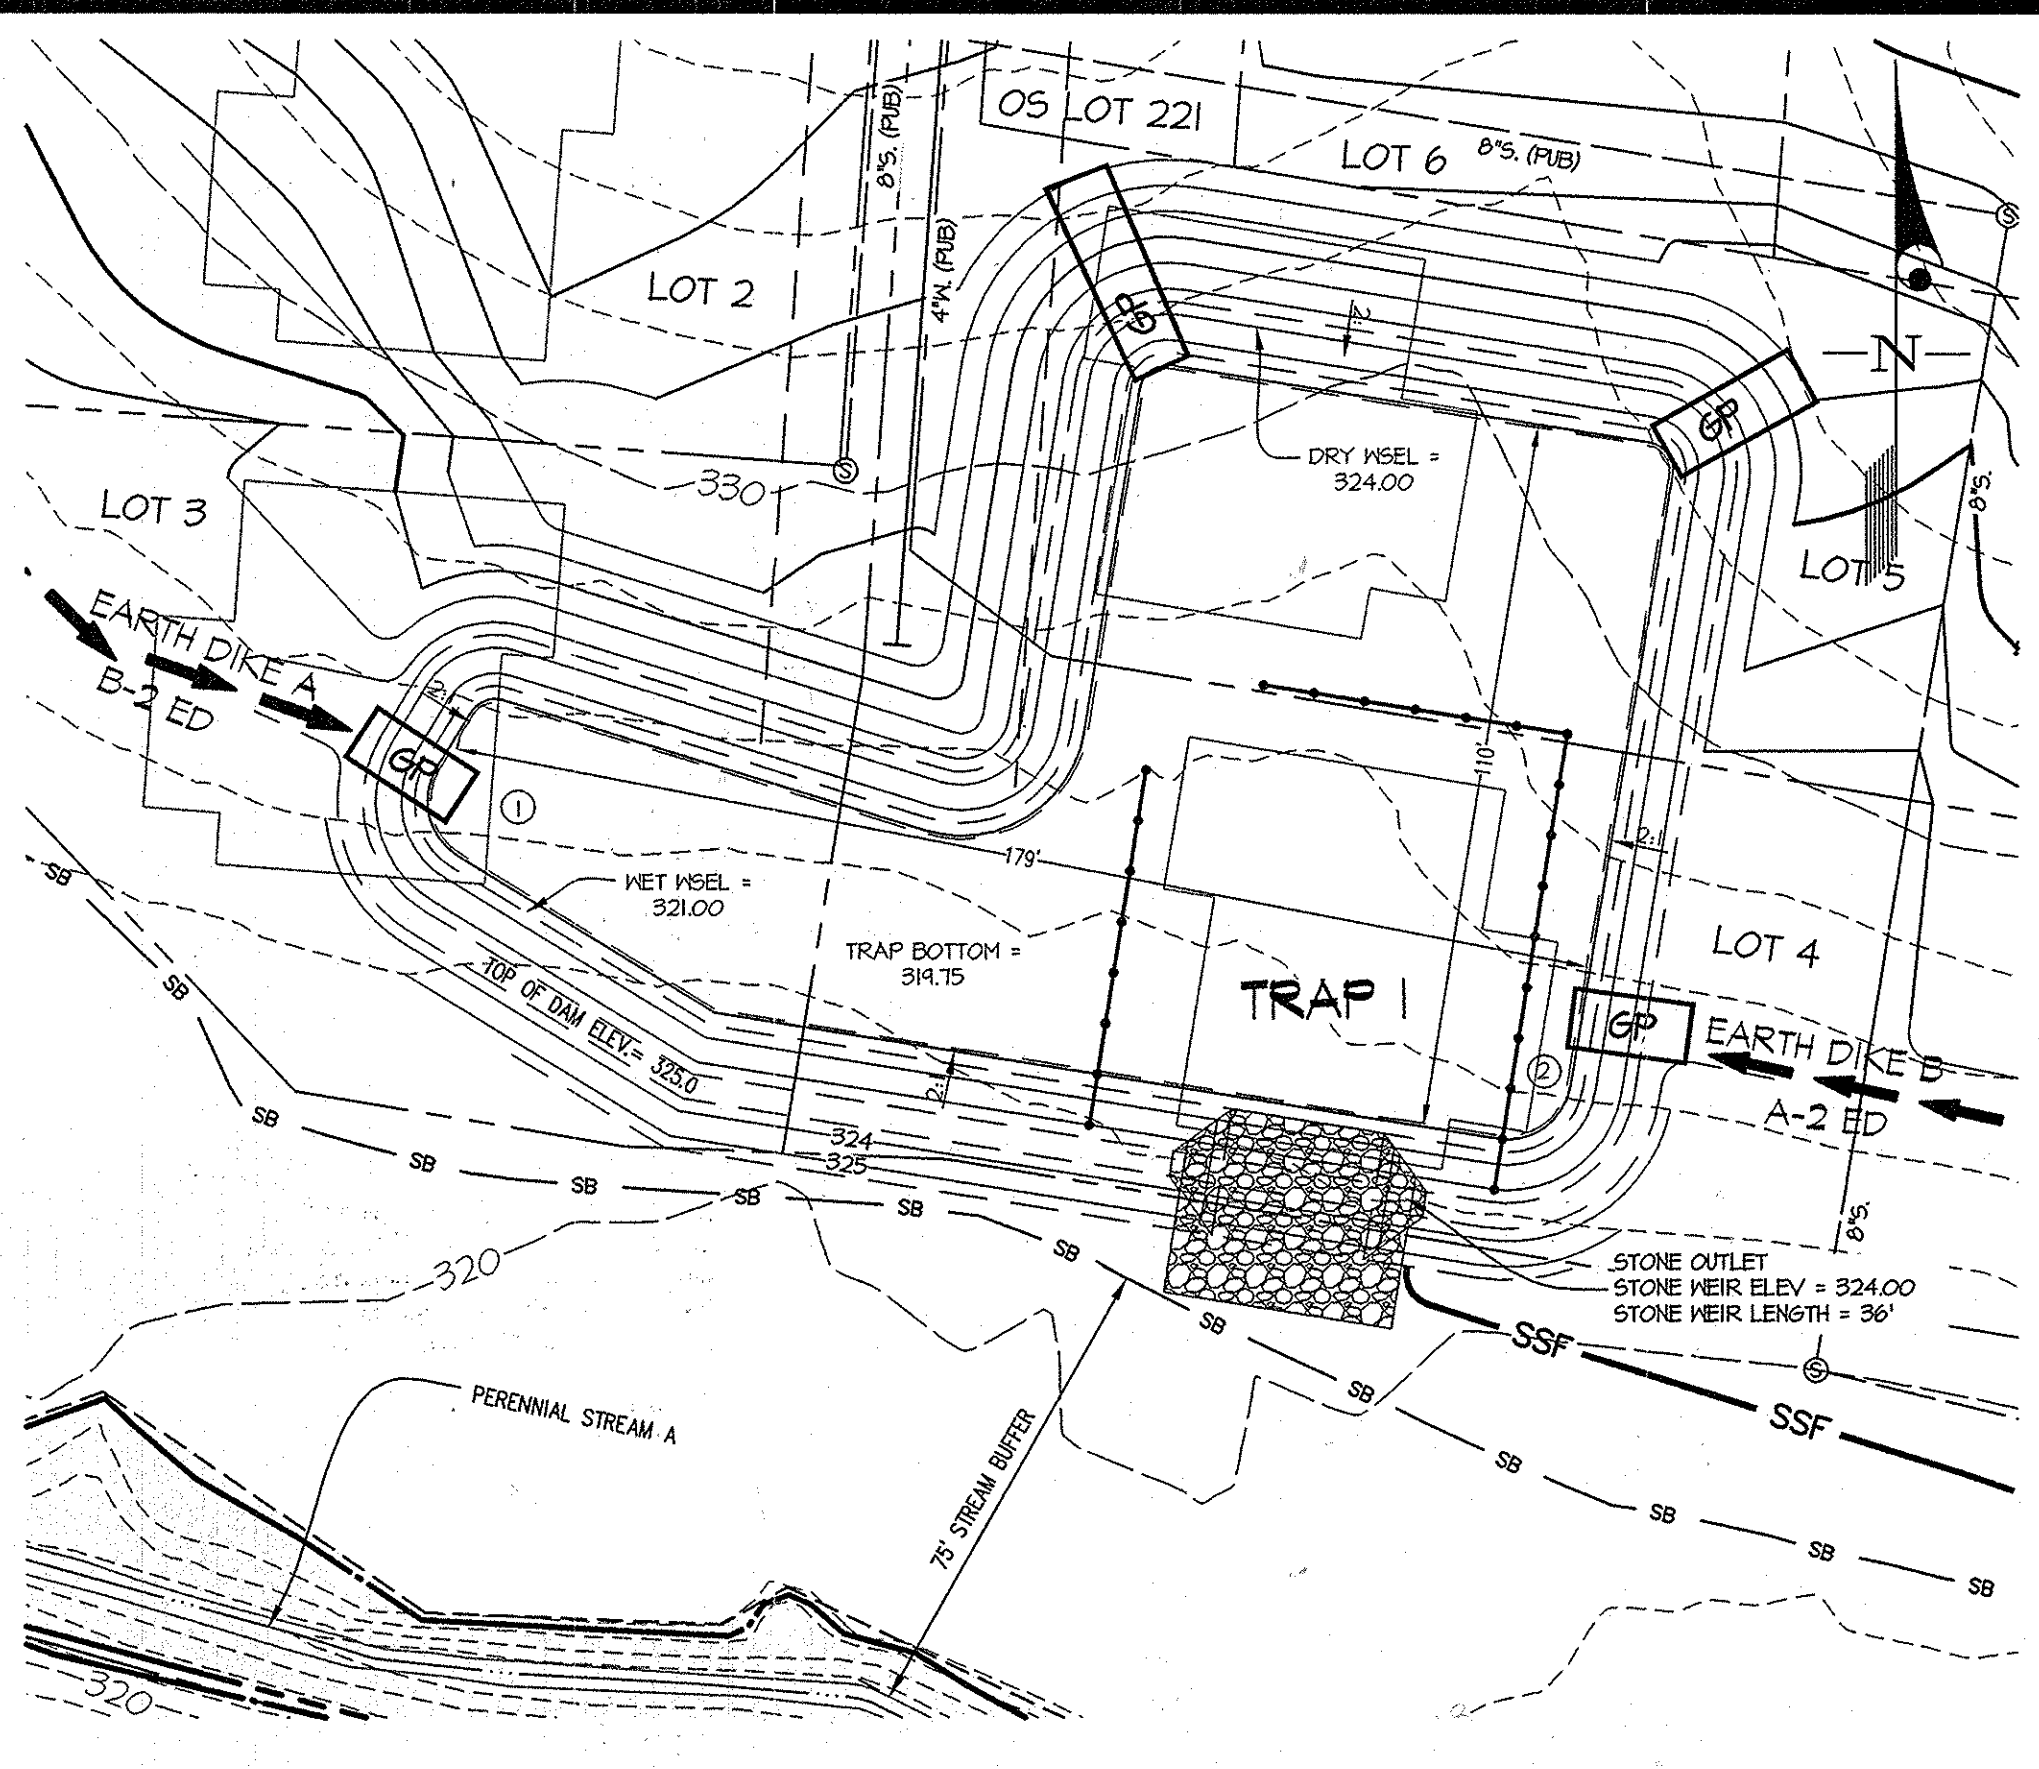 OS LOT 221
8"S. (PUB)
LOT 6
8"S. (PUB)
S
4"W. (PUB)
LOT 2
GP
2:1
N
GP
DRY WSEL =
324.00
S
330
LOT 3
8"S.
LOT 5
EARTH DIKE A
B-2 ED
2:1
GP
1
110'
179'
2:1
WET WSEL =
321.00
SB
TRAP BOTTOM =
319.75
LOT 4
TOP OF DAM ELEV.= 325.0
TRAP 1
GP
EARTH DIKE B
A-2 ED
2
SB
2:1
SB
324
325
SB
SB
SB
SB
SB
8"S.
320
STONE OUTLET
STONE WEIR ELEV = 324.00
STONE WEIR LENGTH = 36'
SB
SSF
S
SB
SSF
PERENNIAL STREAM A
75' STREAM BUFFER
SB
SB
SB
SB
320